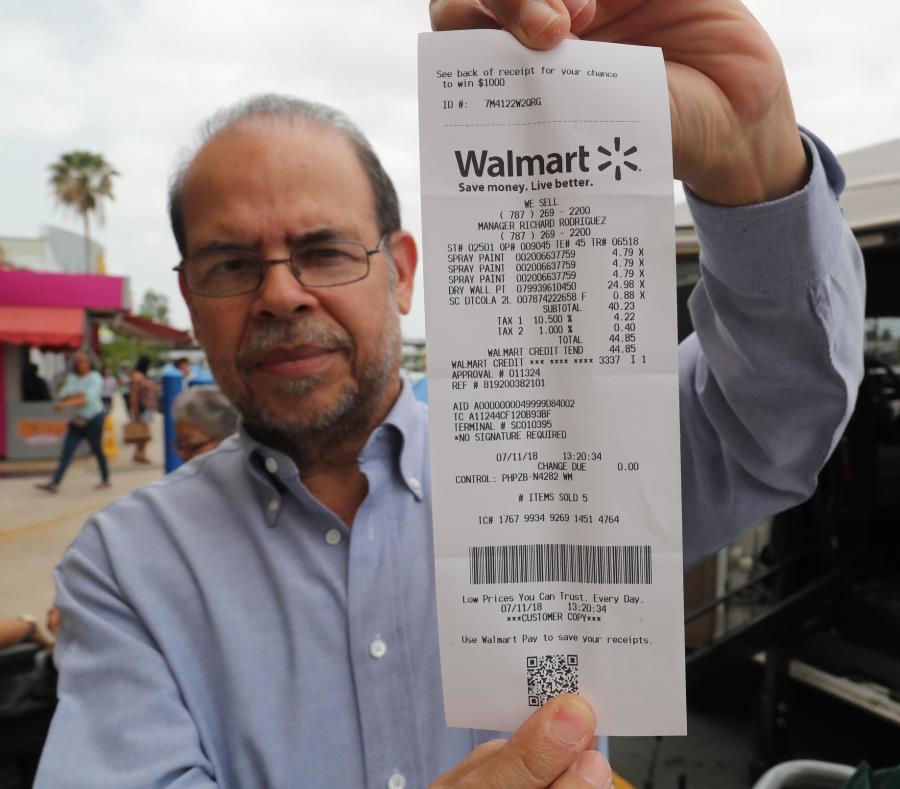 See back of receipt for your chance
to win $1000
ID #: 7M4122W2QRG
Walmart
Save money. Live better.
WE SELL
( 787 ) 269 - 2200
MANAGER RICHARD RODRIGUEZ
( 787 ) 269 - 2200
ST# 02501 OP# 009045 TE# 45 TR# 06518
SPRAY PAINT 002006637759 4.79 X
SPRAY PAINT 002006637759 4.79 X
SPRAY PAINT 002006637759 4.79 X
DRY WALL PT 079939610450 24.98 X
SC DTCOLA 2L 007874222658 F 0.88 X
SUBTOTAL 40.23
TAX 1 10.500 % 4.22
TAX 2 1.000 % 0.40
TOTAL 44.85
WALMART CREDIT TEND 44.85
WALMART CREDIT *** **** **** 3337 I 1
APPROVAL # 011324
REF # 819200382101
AID A0000000049999D84002
TC A11244CF120B93BF
TERMINAL # SC010395
*NO SIGNATURE REQUIRED
07/11/18 13:20:34
CHANGE DUE 0.00
CONTROL: PHPZB-N4282 WM
# ITEMS SOLD 5
TC# 1767 9934 9269 1451 4764
Low Prices You Can Trust. Every Day.
07/11/18 13:20:34
***CUSTOMER COPY***
Use Walmart Pay to save your receipts.